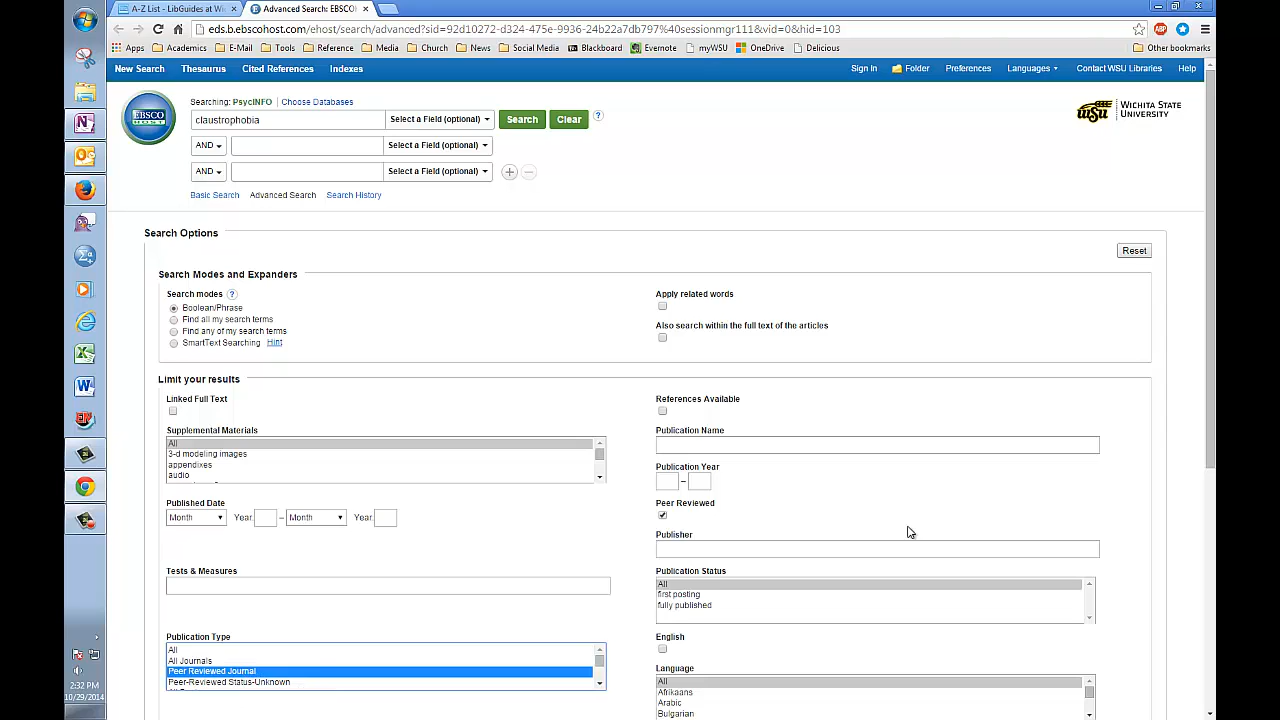 A-Z List - LibGuides at Wi
Advanced Search: EBSCO
eds.b.ebscohost.com/ehost/search/advanced?sid=92d10372-d324-475e-9936-24b22a7db797%40sessionmgr111&vid=0&hid=103
Apps Academics E-Mail Tools Reference Media Church News Social Media Blackboard Evernote myWSU OneDrive Delicious Other bookmarks
New Search Thesaurus Cited References Indexes Sign In Folder Preferences Languages Contact WSU Libraries Help
EBSCO HOST
Searching: PsycINFO Choose Databases
claustrophobia Select a Field (optional) Search Clear ?
AND Select a Field (optional)
AND Select a Field (optional)
Basic Search Advanced Search Search History
WSU WICHITA STATE UNIVERSITY
Search Options
Reset
Search Modes and Expanders
Search modes ?
Boolean/Phrase
Find all my search terms
Find any of my search terms
SmartText Searching Hint
Apply related words
Also search within the full text of the articles
Limit your results
Linked Full Text
References Available
Supplemental Materials
All
3-d modeling images
appendixes
audio
Publication Name
Publication Year
–
Published Date
Month Year: – Month Year:
Peer Reviewed
Publisher
Tests & Measures
Publication Status
All
first posting
fully published
Publication Type
All
All Journals
Peer Reviewed Journal
Peer-Reviewed Status-Unknown
English
Language
All
Afrikaans
Arabic
Bulgarian
2:32 PM
10/29/2014